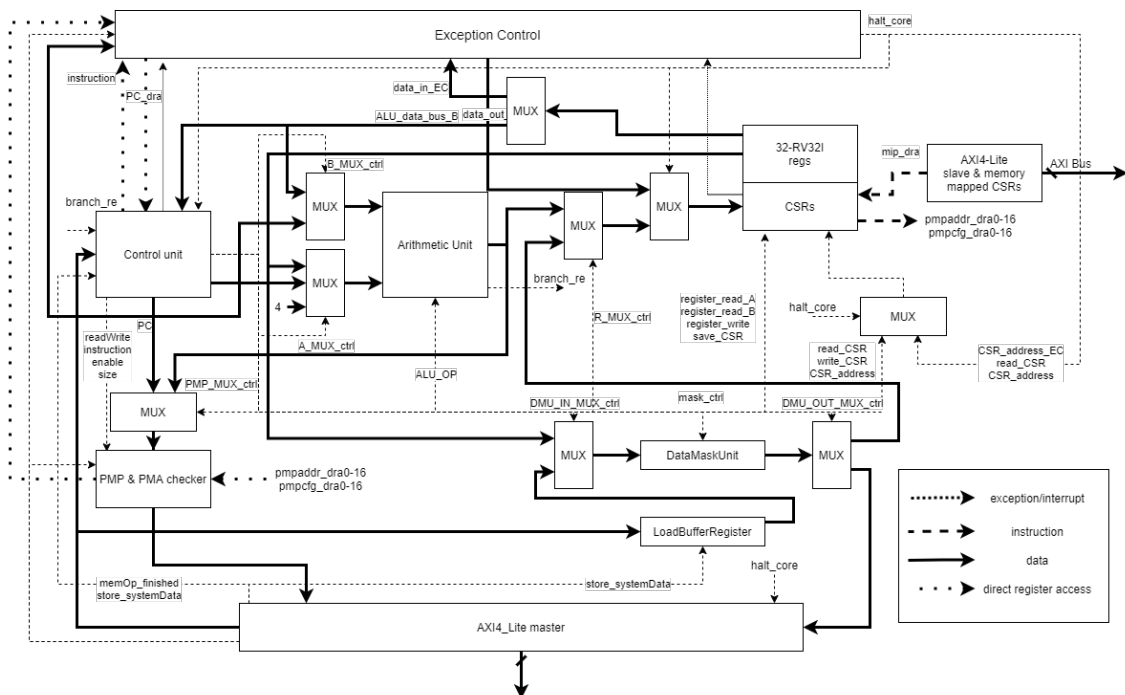 halt_core
Exception Control
instruction
PC_dra
data_in_EC
MUX
data_out
ALU_data_bus_B
32-RV32I
regs
mip_dra
AXI4-Lite
slave & memory
mapped CSRs
AXI Bus
B_MUX_ctrl
MUX
MUX
CSRs
branch_re
MUX
Control unit
Arithmetic Unit
pmpaddr_dra0-16
pmpcfg_dra0-16
MUX
branch_re
4
register_read_A
register_read_B
register_write
save_CSR
halt_core
MUX
PC
readWrite
instruction
enable
size
R_MUX_ctrl
A_MUX_ctrl
ALU_OP
read_CSR
write_CSR
CSR_address
CSR_address_EC
read_CSR
CSR_address
PMP_MUX_ctrl
mask_ctrl
DMU_IN_MUX_ctrl
DMU_OUT_MUX_ctrl
MUX
MUX
DataMaskUnit
MUX
PMP & PMA checker
pmpaddr_dra0-16
pmpcfg_dra0-16
exception/interrupt
LoadBufferRegister
instruction
data
halt_core
memOp_finished
store_systemData
store_systemData
direct register access
AXI4_Lite master